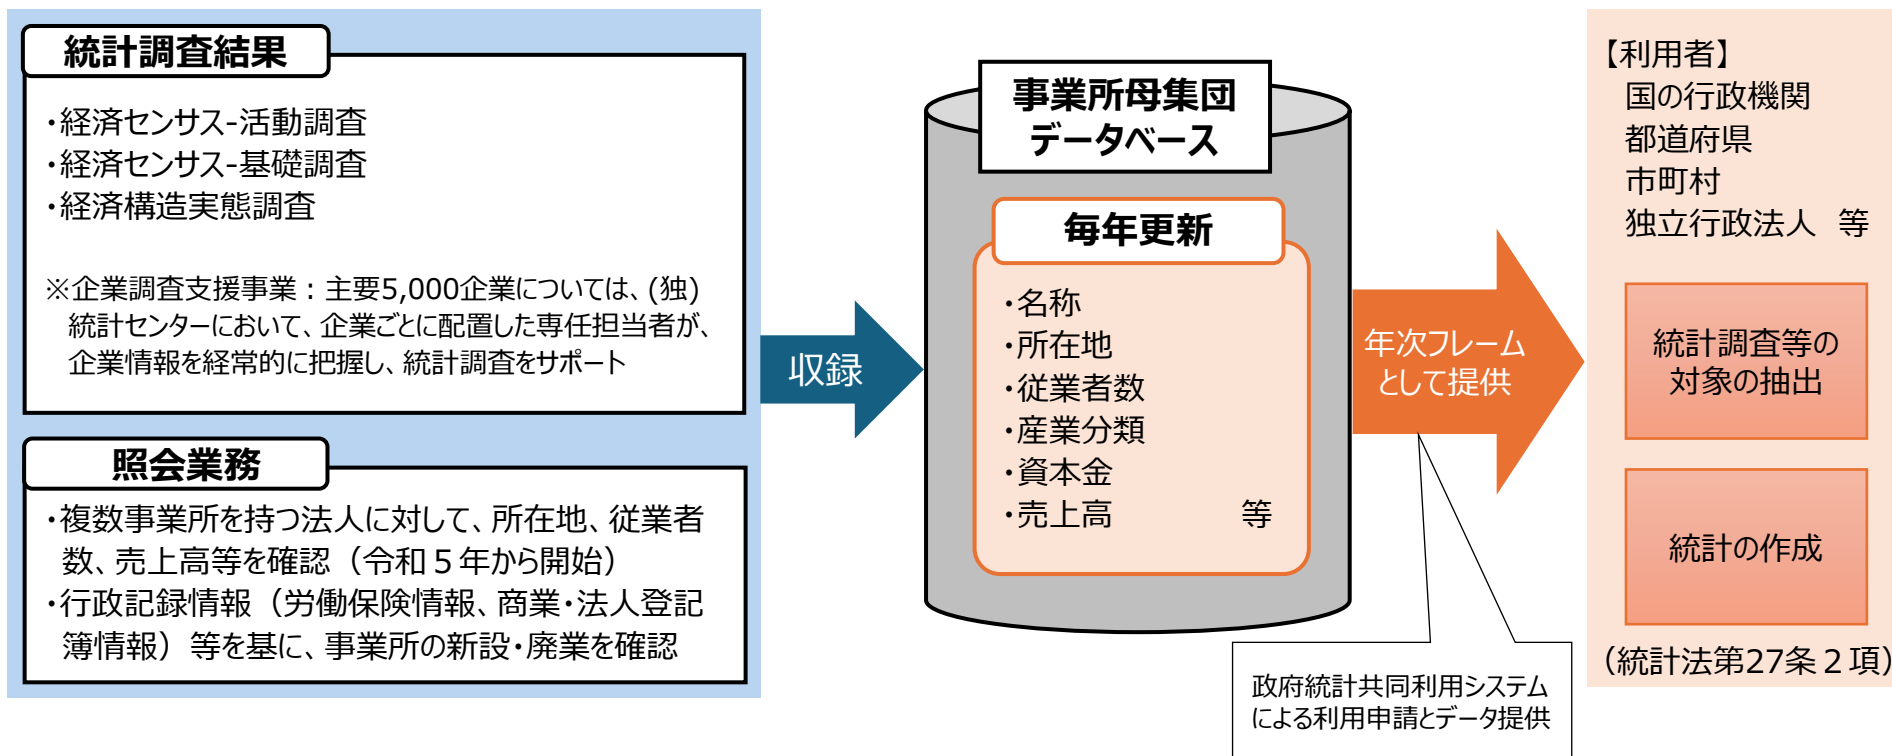 統計調査結果
・経済センサス-活動調査
・経済センサス-基礎調査
・経済構造実態調査
※企業調査支援事業：主要5,000企業については、(独)
統計センターにおいて、企業ごとに配置した専任担当者が、
企業情報を経常的に把握し、統計調査をサポート
照会業務
・複数事業所を持つ法人に対して、所在地、従業者
数、売上高等を確認（令和５年から開始）
・行政記録情報（労働保険情報、商業・法人登記
簿情報）等を基に、事業所の新設・廃業を確認
収録
事業所母集団
データベース
毎年更新
・名称
・所在地
・従業者数
・産業分類
・資本金
・売上高　　　　等
年次フレーム
として提供
政府統計共同利用システム
による利用申請とデータ提供
【利用者】
国の行政機関
都道府県
市町村
独立行政法人　等
統計調査等の
対象の抽出
統計の作成
（統計法第27条２項）